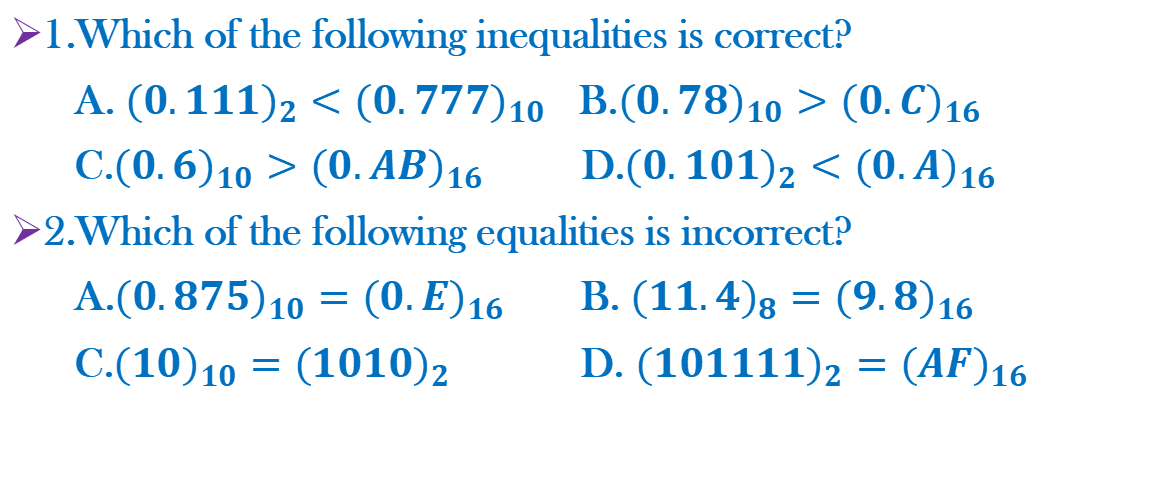 ➢1.Which of the following inequalities is correct?
A. (0.111)₂ < (0.777)₁₀ B.(0.78)₁₀ > (0.C)₁₆
C.(0.6)₁₀ > (0.AB)₁₆ D.(0.101)₂ < (0.A)₁₆
➢2.Which of the following equalities is incorrect?
A.(0.875)₁₀ = (0.E)₁₆ B. (11.4)₈ = (9.8)₁₆
C.(10)₁₀ = (1010)₂ D. (101111)₂ = (AF)₁₆